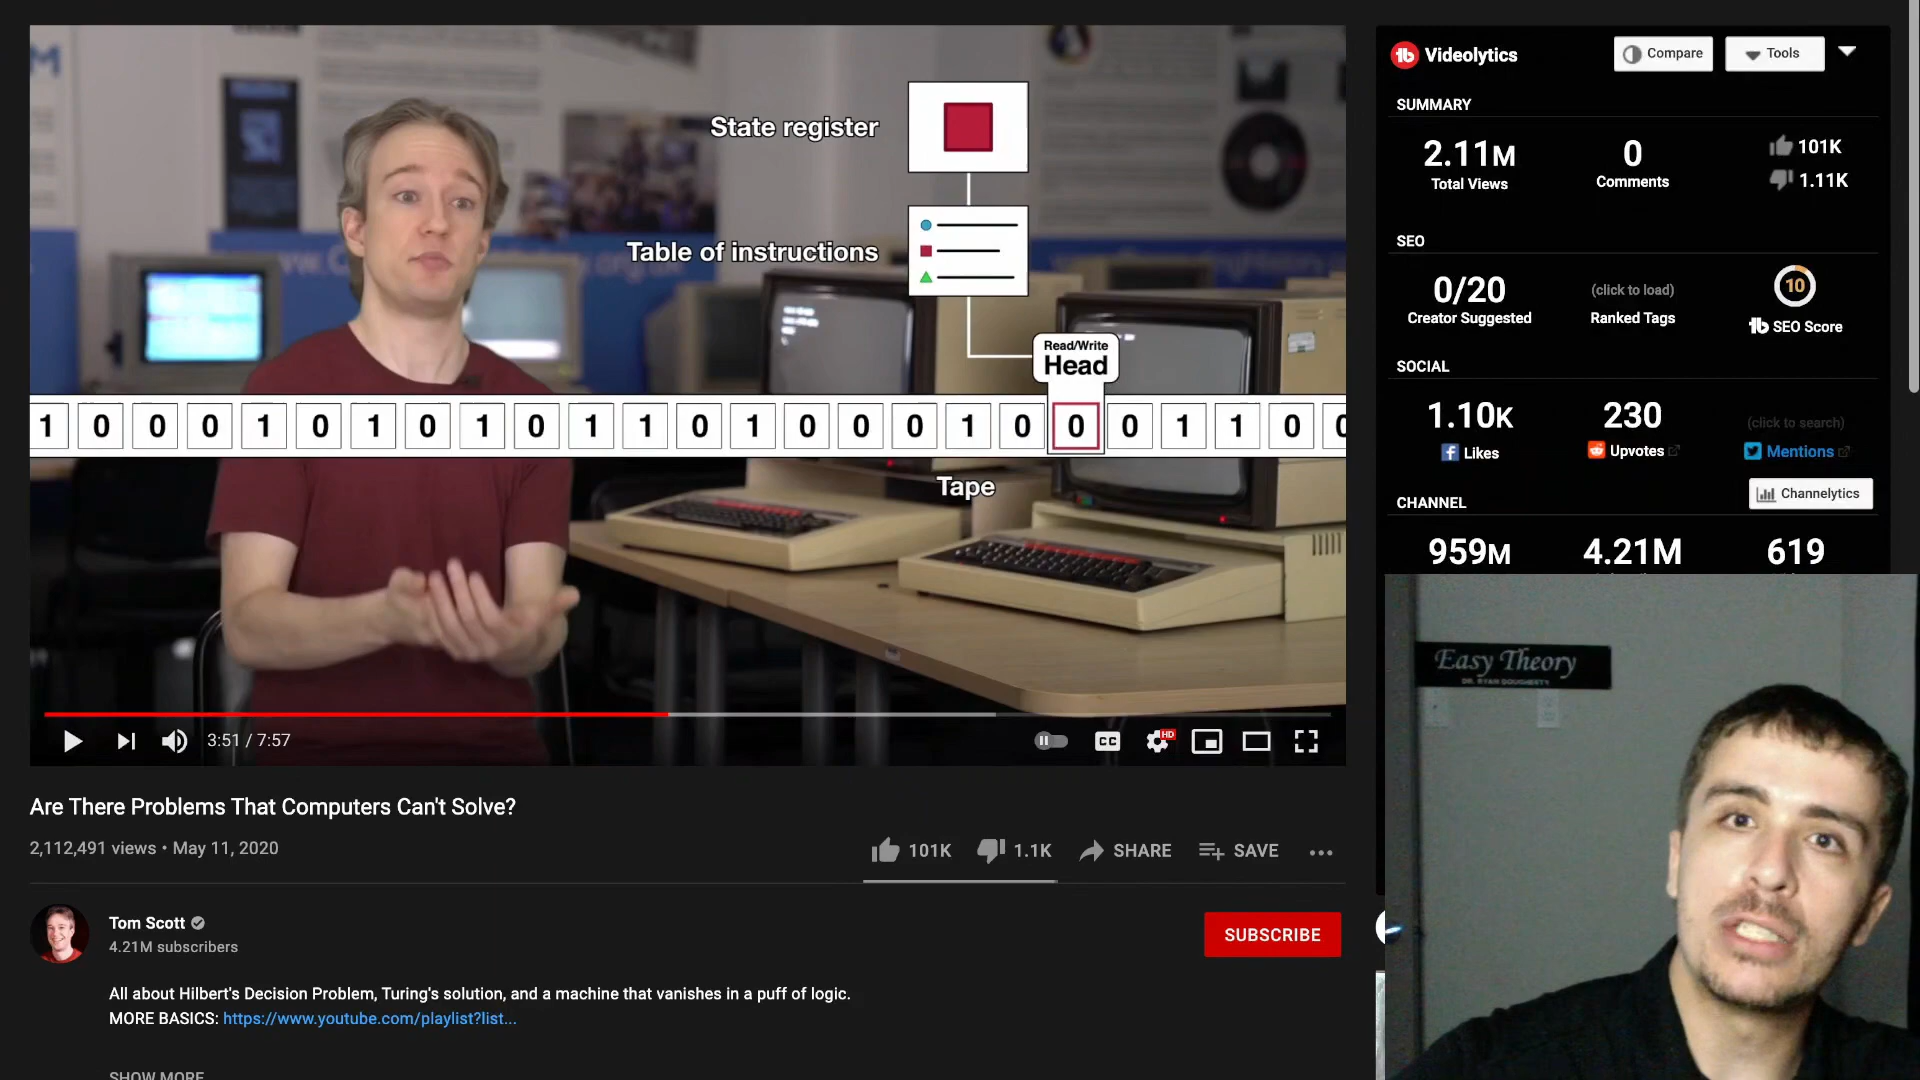 State register
Table of instructions
Read/Write
Head
1 0 0 0 1 0 1 0 1 0 1 1 0 1 0 0 0 1 0 0 0 1 1 0 0
Tape
3:51 / 7:57
CC
HD
Are There Problems That Computers Can't Solve?
2,112,491 views • May 11, 2020
101K
1.1K
SHARE
SAVE
Tom Scott
4.21M subscribers
SUBSCRIBE
All about Hilbert's Decision Problem, Turing's solution, and a machine that vanishes in a puff of logic.
MORE BASICS: https://www.youtube.com/playlist?list...
SHOW MORE
Videolytics
Compare
Tools
SUMMARY
2.11M
Total Views
0
Comments
101K
1.11K
SEO
0/20
Creator Suggested
(click to load)
Ranked Tags
10
SEO Score
SOCIAL
1.10K
Likes
230
Upvotes
(click to search)
Mentions
Channelytics
CHANNEL
959M
4.21M
619
Easy Theory
DR. RYAN DOUGHERTY